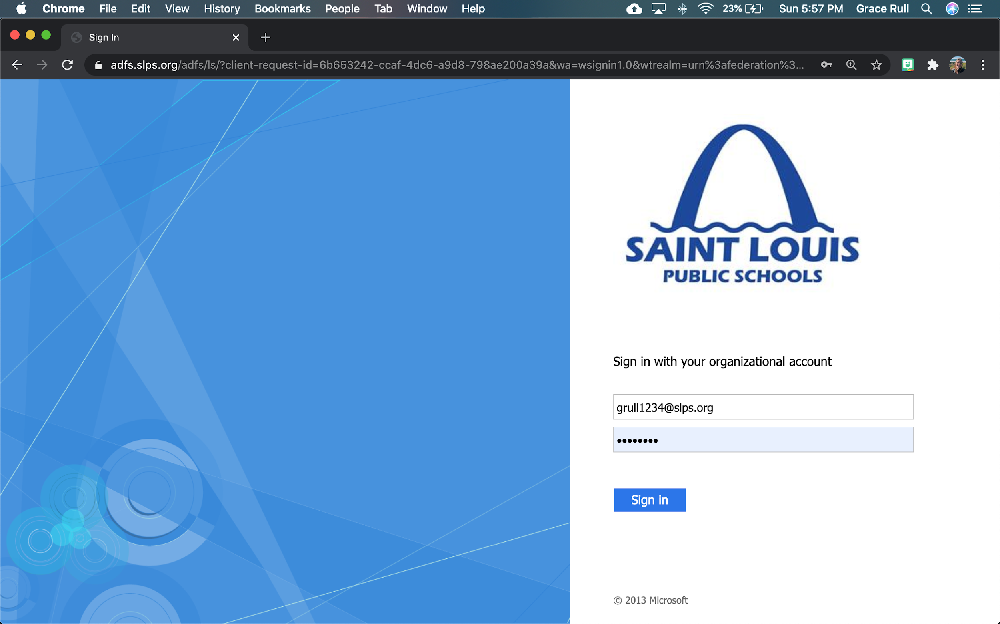 Chrome File Edit View History Bookmarks People Tab Window Help 23% Sun 5:57 PM Grace Rull
Sign In
adfs.slps.org/adfs/ls/?client-request-id=6b653242-ccaf-4dc6-a9d8-798ae200a39a&wa=wsignin1.0&wtrealm=urn%3afederation%3...
SAINT LOUIS
PUBLIC SCHOOLS
Sign in with your organizational account
grull1234@slps.org
••••••••
Sign in
© 2013 Microsoft